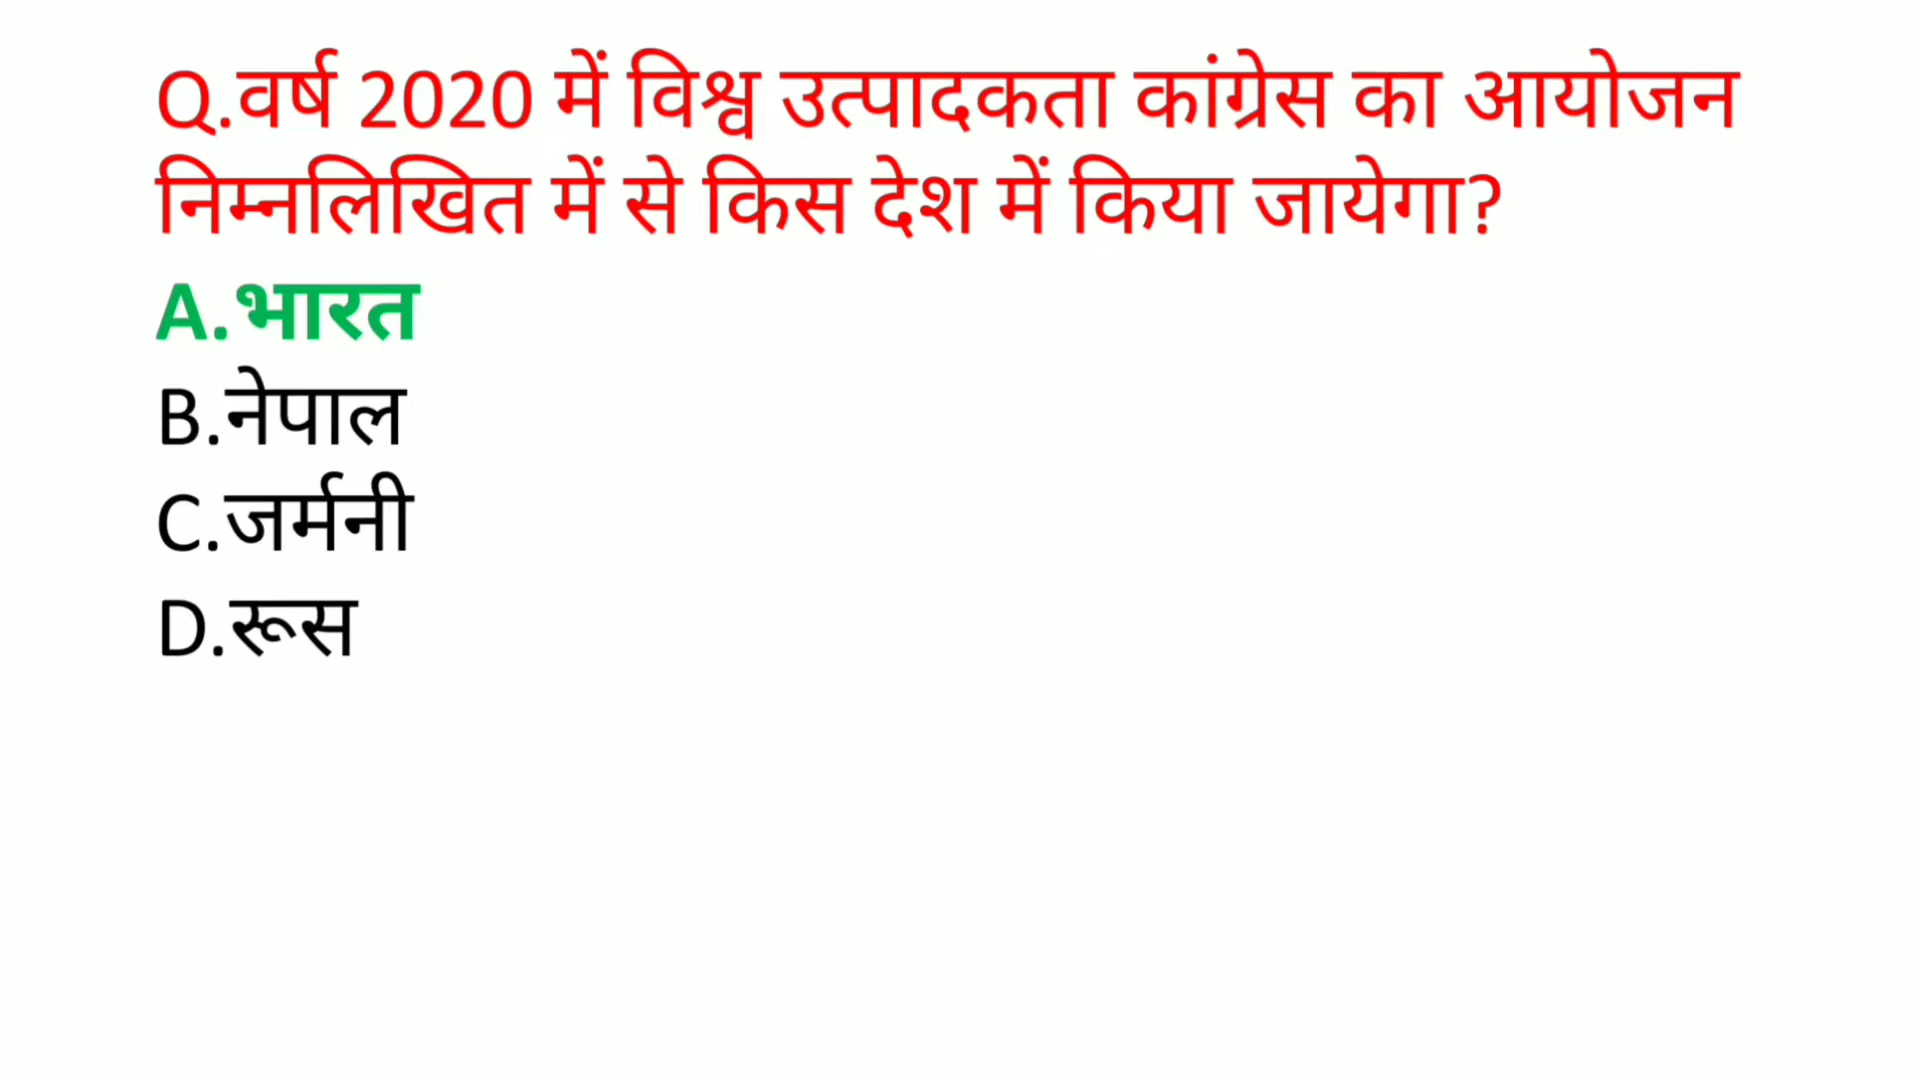 Q.वर्ष 2020 में विश्व उत्पादकता कांग्रेस का आयोजन
निम्नलिखित में से किस देश में किया जायेगा?
A.भारत
B.नेपाल
C.जर्मनी
D.रूस